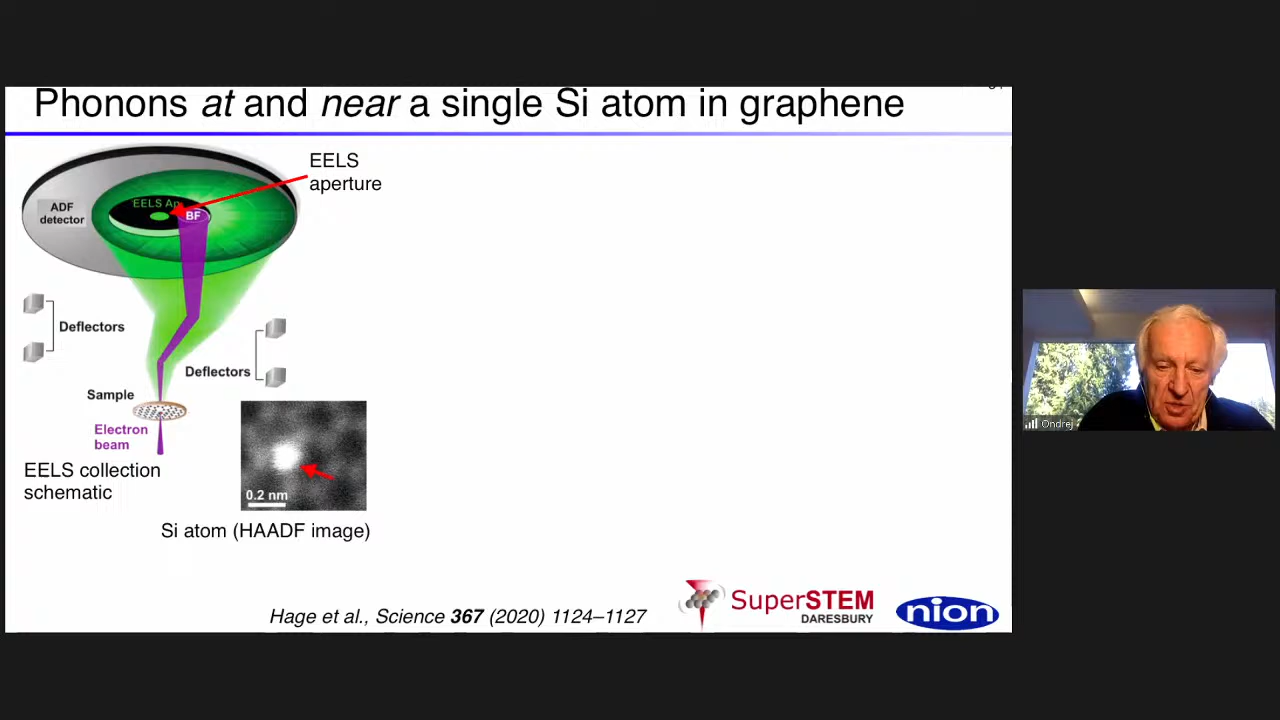 Phonons at and near a single Si atom in graphene
EELS
aperture
EELS Ap
BF
ADF
detector
Deflectors
Deflectors
Sample
Electron
beam
EELS collection
schematic
0.2 nm
Si atom (HAADF image)
Hage et al., Science 367 (2020) 1124–1127
SuperSTEM
DARESBURY
nion
Ondrej